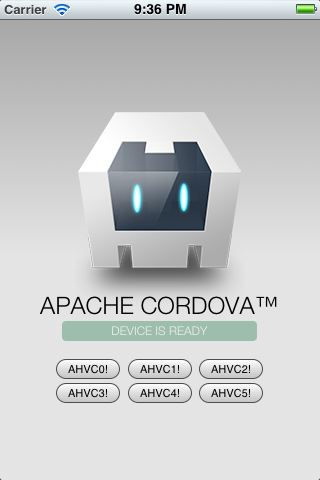 Carrier 9:36 PM
APACHE CORDOVA™
DEVICE IS READY
AHVC0! AHVC1! AHVC2!
AHVC3! AHVC4! AHVC5!